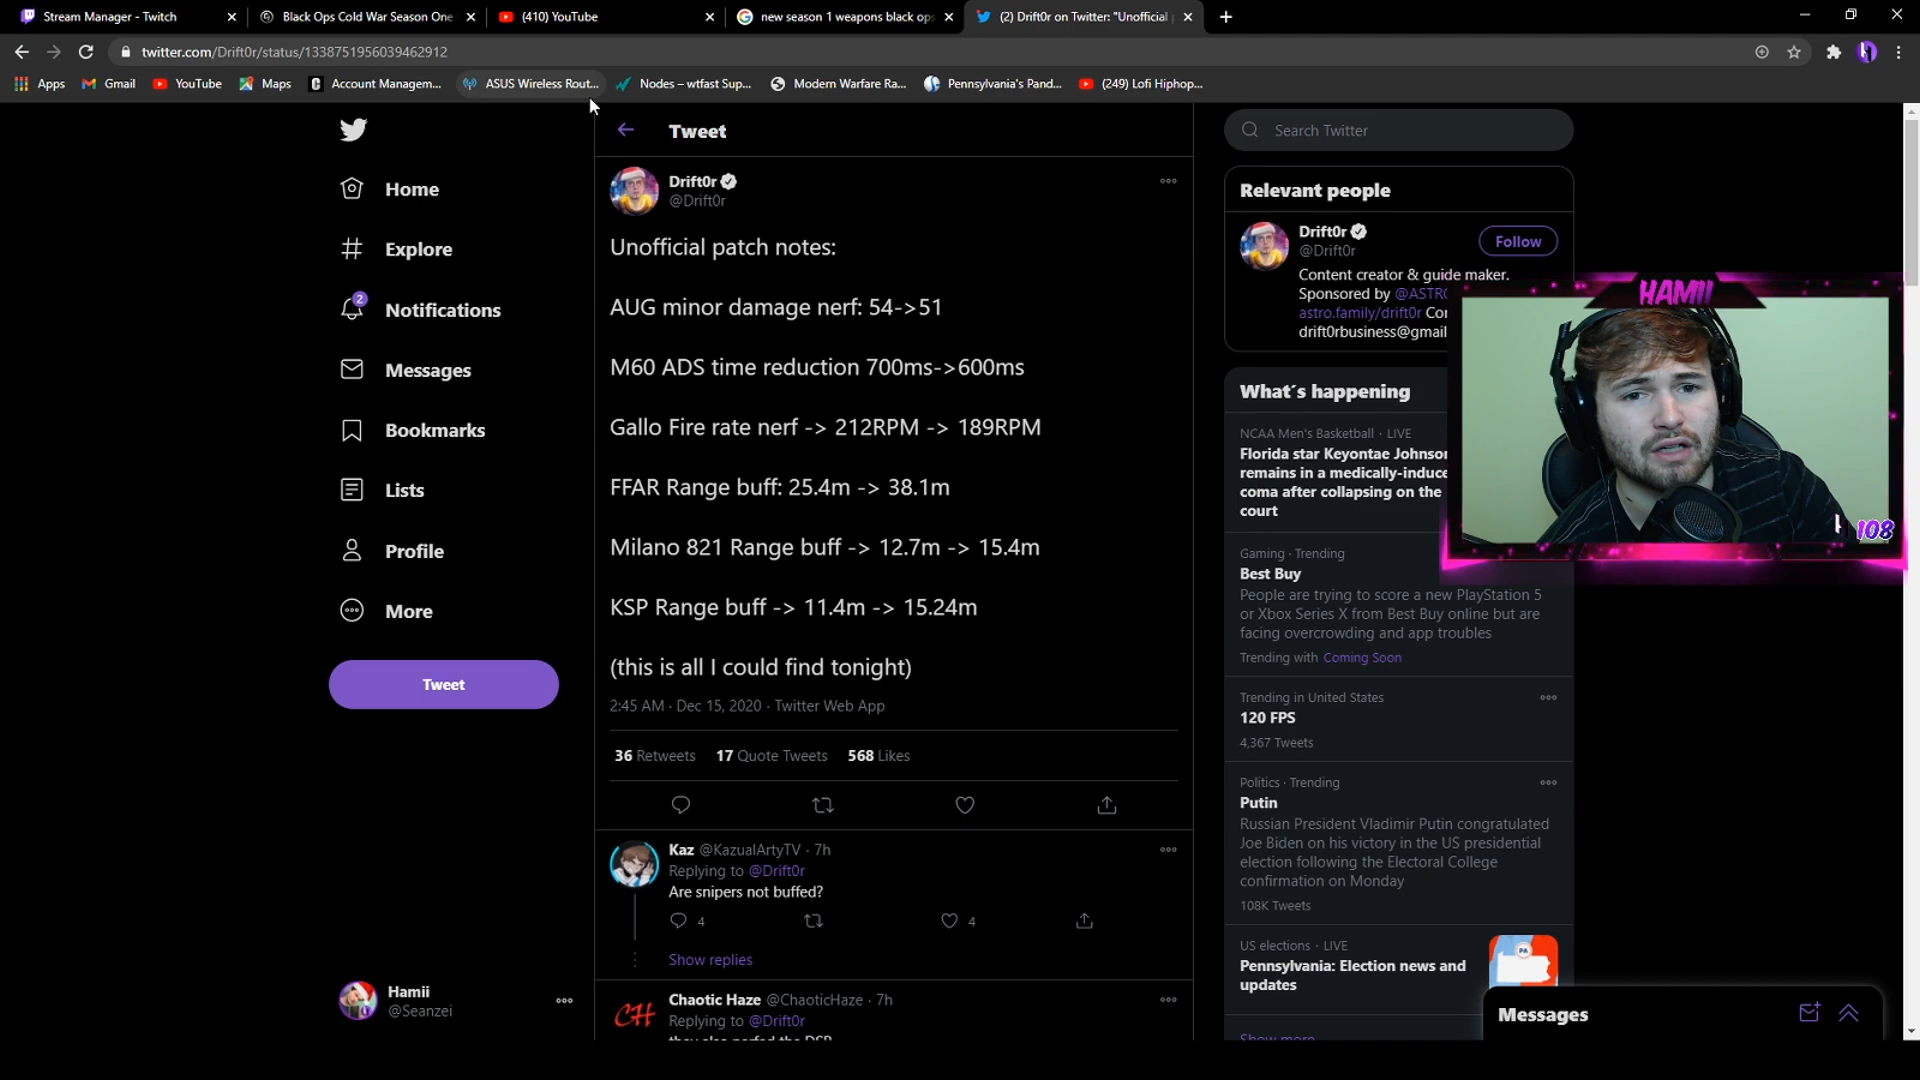 Stream Manager - Twitch
Black Ops Cold War Season One
(410) YouTube
new season 1 weapons black ops
(2) Drift0r on Twitter: "Unofficial p
twitter.com/Drift0r/status/1338751956039462912
Apps
Gmail
YouTube
Maps
Account Managem...
ASUS Wireless Rout...
Nodes – wtfast Sup...
Modern Warfare Ra...
Pennsylvania's Pand...
(249) Lofi Hiphop...
Home
Explore
2
Notifications
Messages
Bookmarks
Lists
Profile
More
Tweet
Hamii
@Seanzei
Tweet
Drift0r
@Drift0r
Unofficial patch notes:
AUG minor damage nerf: 54->51
M60 ADS time reduction 700ms->600ms
Gallo Fire rate nerf -> 212RPM -> 189RPM
FFAR Range buff: 25.4m -> 38.1m
Milano 821 Range buff -> 12.7m -> 15.4m
KSP Range buff -> 11.4m -> 15.24m
(this is all I could find tonight)
2:45 AM · Dec 15, 2020 · Twitter Web App
36 Retweets 17 Quote Tweets 568 Likes
Kaz @KazualArtyTV · 7h
Replying to @Drift0r
Are snipers not buffed?
4
4
Show replies
CH
Chaotic Haze @ChaoticHaze · 7h
Replying to @Drift0r
they also nerfed the DSR
Search Twitter
Relevant people
Drift0r
@Drift0r
Follow
Content creator & guide maker.
Sponsored by @ASTRO
astro.family/drift0r Con
drift0rbusiness@gmail
HAMII
108
What's happening
NCAA Men's Basketball · LIVE
Florida star Keyontae Johnson
remains in a medically-induce
coma after collapsing on the
court
Gaming · Trending
Best Buy
People are trying to score a new PlayStation 5
or Xbox Series X from Best Buy online but are
facing overcrowding and app troubles
Trending with Coming Soon
Trending in United States
120 FPS
4,367 Tweets
Politics · Trending
Putin
Russian President Vladimir Putin congratulated
Joe Biden on his victory in the US presidential
election following the Electoral College
confirmation on Monday
108K Tweets
US elections · LIVE
Pennsylvania: Election news and
updates
PA
Show more
Messages